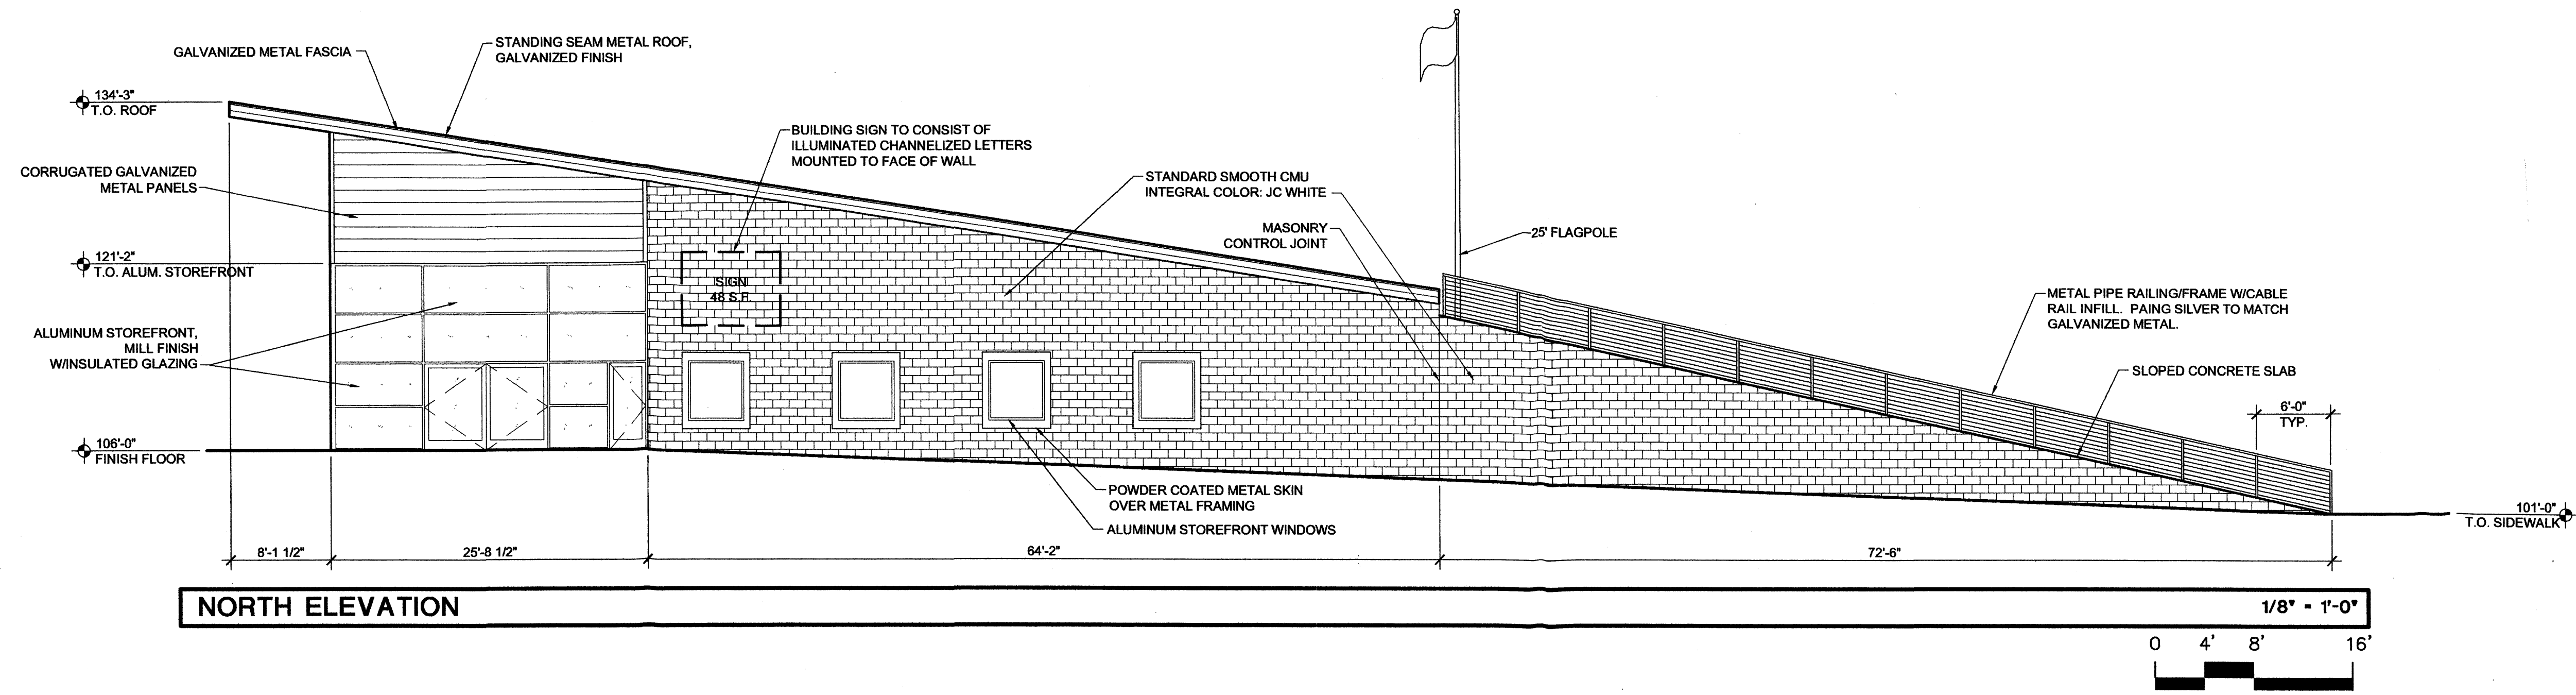 GALVANIZED METAL FASCIA
STANDING SEAM METAL ROOF,
GALVANIZED FINISH
134'-3"
T.O. ROOF
BUILDING SIGN TO CONSIST OF
ILLUMINATED CHANNELIZED LETTERS
MOUNTED TO FACE OF WALL
CORRUGATED GALVANIZED
METAL PANELS
STANDARD SMOOTH CMU
INTEGRAL COLOR: JC WHITE
MASONRY
CONTROL JOINT
25' FLAGPOLE
121'-2"
T.O. ALUM. STOREFRONT
SIGN
48 S.F.
METAL PIPE RAILING/FRAME W/CABLE
RAIL INFILL. PAING SILVER TO MATCH
GALVANIZED METAL.
ALUMINUM STOREFRONT,
MILL FINISH
W/INSULATED GLAZING
SLOPED CONCRETE SLAB
6'-0"
TYP.
106'-0"
FINISH FLOOR
POWDER COATED METAL SKIN
OVER METAL FRAMING
ALUMINUM STOREFRONT WINDOWS
101'-0"
T.O. SIDEWALK
8'-1 1/2"
25'-8 1/2"
64'-2"
72'-6"
NORTH ELEVATION
1/8" = 1'-0"
0 4' 8' 16'